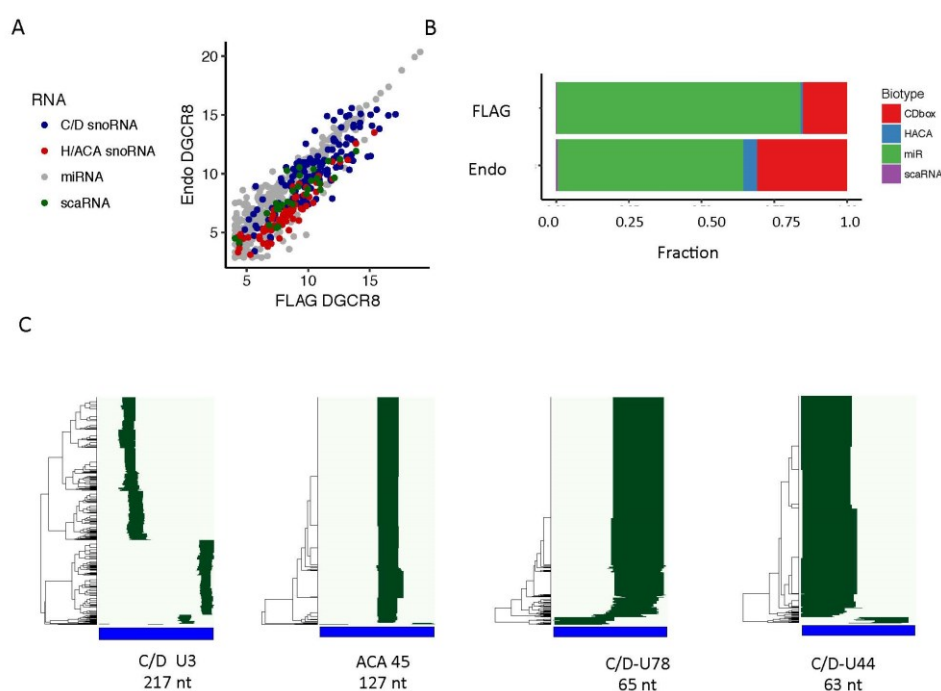 A
RNA
C/D snoRNA
H/ACA snoRNA
miRNA
scaRNA
Endo DGCR8
20
15
10
5
5
10
15
FLAG DGCR8
B
FLAG
Endo
0.0
0.25
0.50
0.75
1.0
Fraction
Biotype
CDbox
HACA
miR
scaRNA
C
C/D U3
217 nt
ACA 45
127 nt
C/D-U78
65 nt
C/D-U44
63 nt